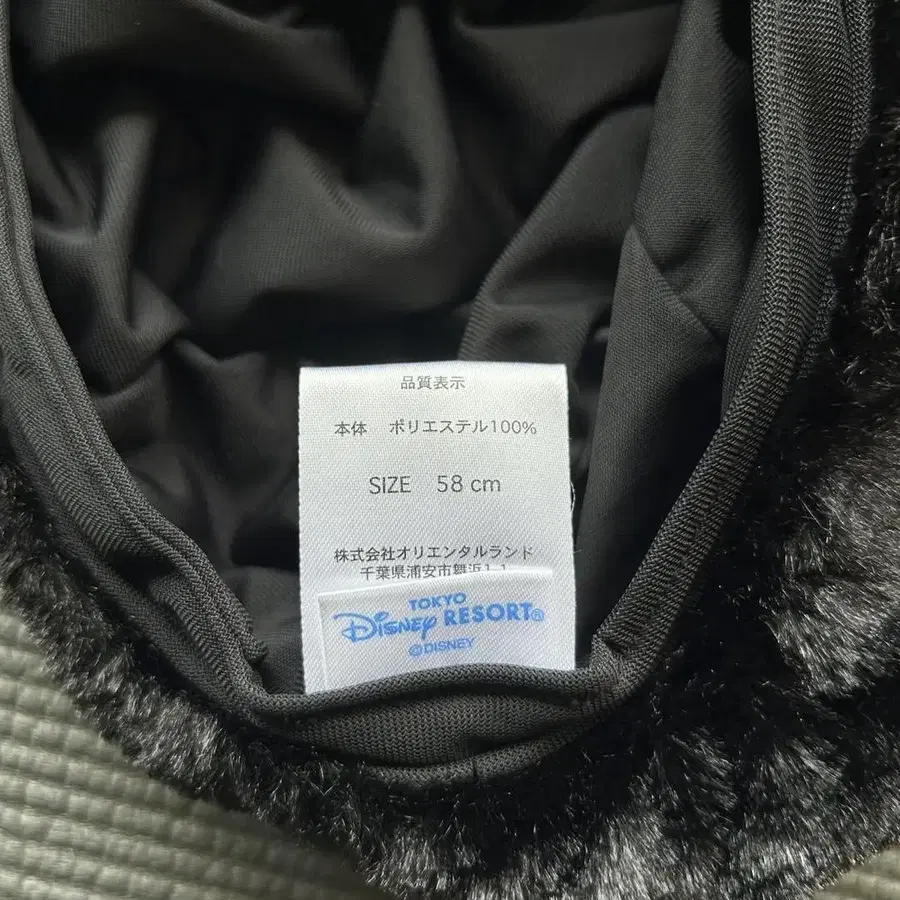 品質表示
本体 ポリエステル100%
SIZE 58 cm
株式会社オリエンタルランド
千葉県浦安市舞浜1-1
TOKYO
Disney RESORT®
©DISNEY